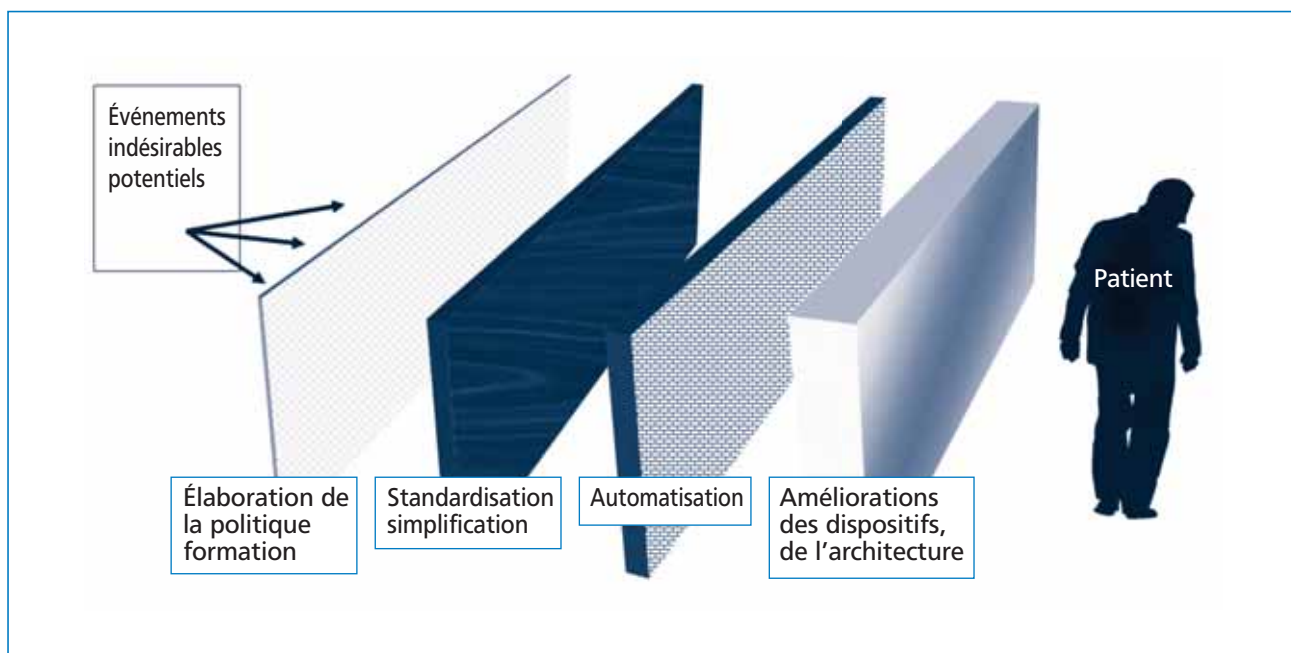 Événements
indésirables
potentiels
Patient
Élaboration de
la politique
formation
Standardisation
simplification
Automatisation
Améliorations
des dispositifs,
de l’architecture